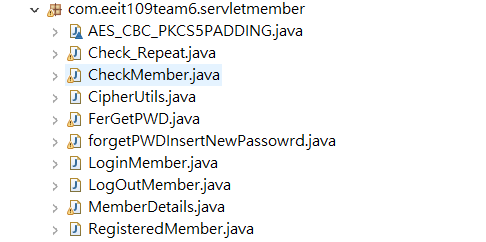 com.eeit109team6.servletmember
AES_CBC_PKCS5PADDING.java
Check_Repeat.java
CheckMember.java
CipherUtils.java
FerGetPWD.java
forgetPWDInsertNewPassowrd.java
LoginMember.java
LogOutMember.java
MemberDetails.java
RegisteredMember.java